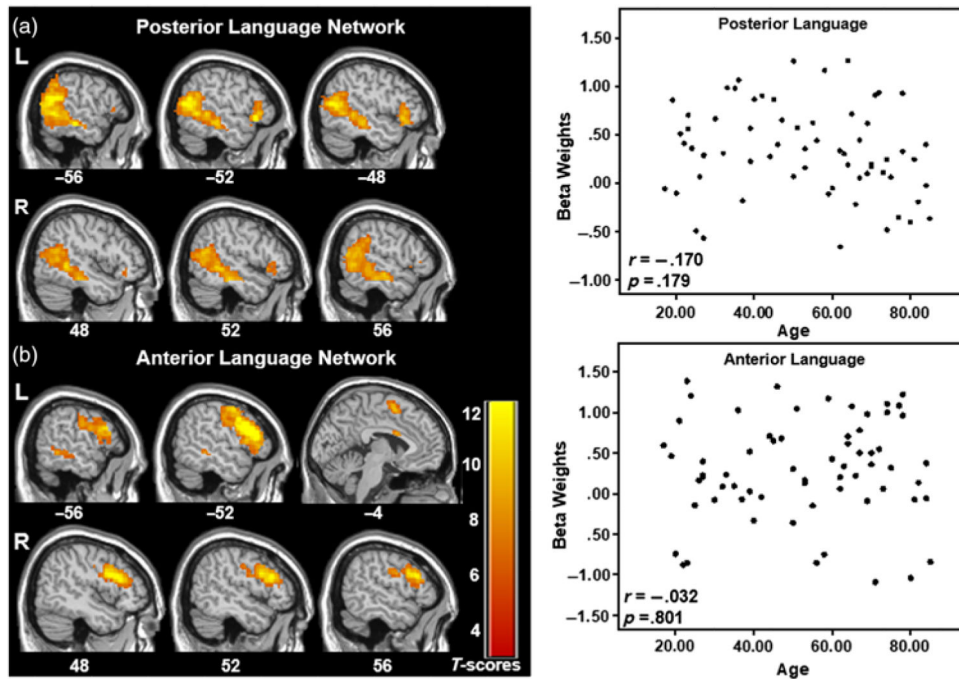 (a) Posterior Language Network
L
−56 −52 −48
R
48 52 56
(b) Anterior Language Network
L
−56 −52 −4
R
48 52 56
12
10
8
6
4
T-scores
Posterior Language
1.50
1.00
.50
.00
−.50
−1.00
Beta Weights
r = −.170
p = .179
20.00 40.00 60.00 80.00
Age
Anterior Language
1.50
1.00
.50
.00
.50
−1.00
−1.50
Beta Weights
r = −.032
p = .801
20.00 40.00 60.00 80.00
Age